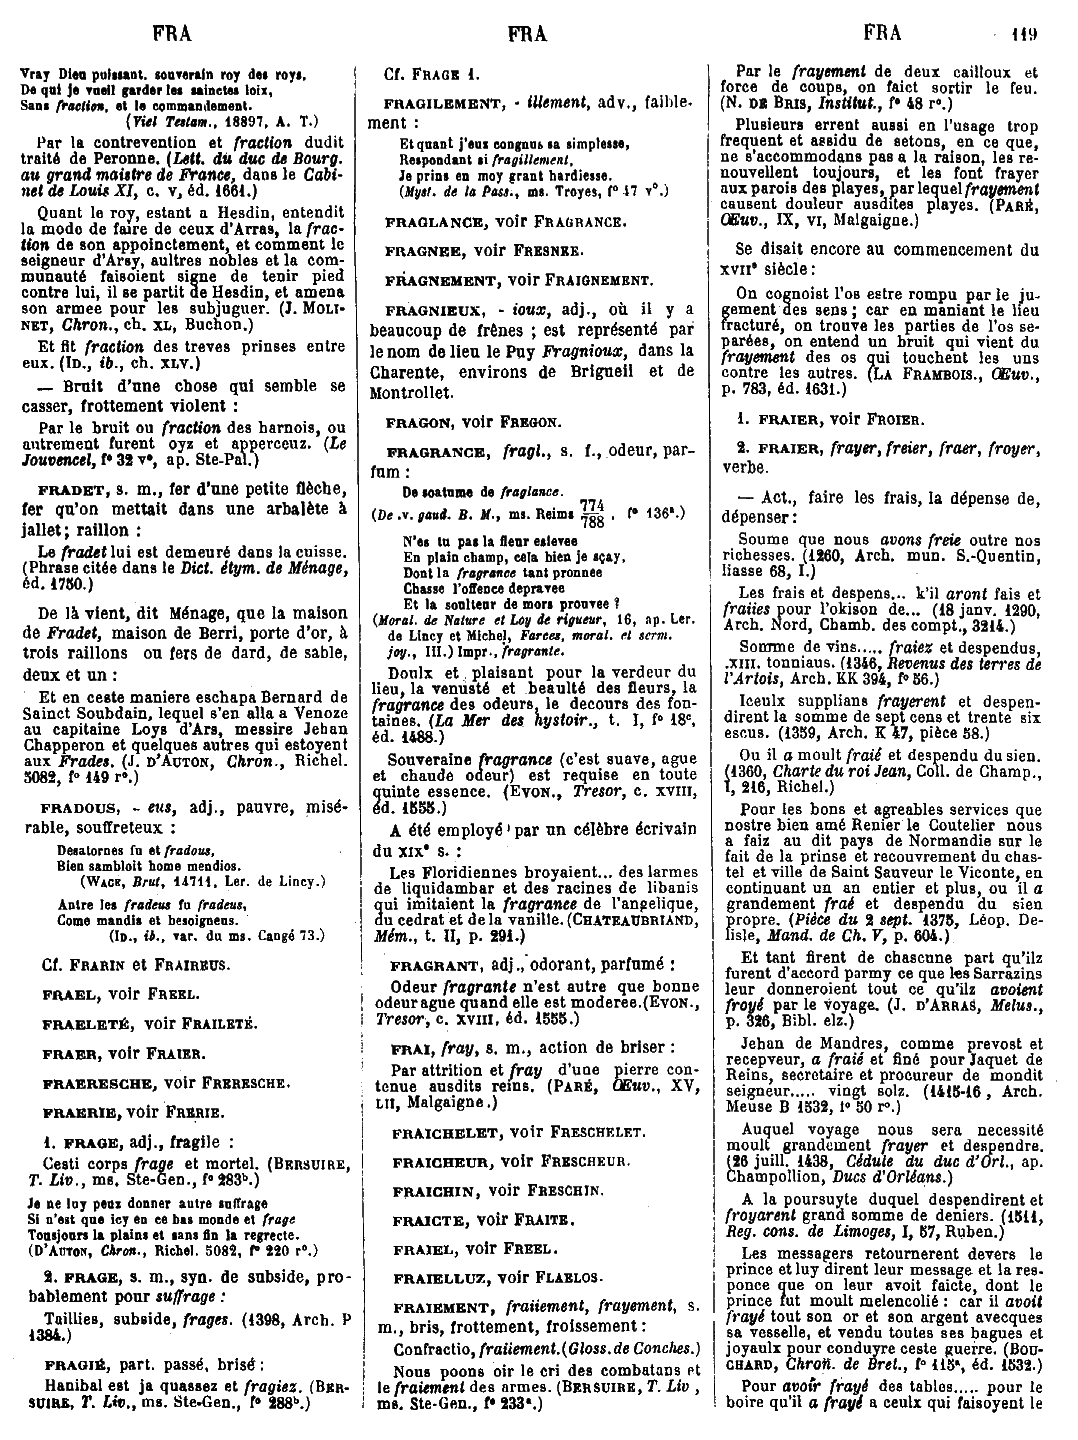 FRA
FRA
FRA
119
Vray Dieu puissant, souverain roy des roys,
De qui je vueil garder les sainctes loix,
Sans fraction, et le commandement.
(Viel Testam., 18897, A. T.)
Par la contrevention et fraction dudit
traité de Peronne. (Lett. du duc de Bourg.
au grand maistre de France, dans le Cabi-
net de Louis XI, c. v, éd. 1661.)
Quant le roy, estant a Hesdin, entendit
la mode de faire de ceux d'Arras, la frac-
tion de son appoinctement, et comment le
seigneur d'Arsy, aultres nobles et la com-
munauté faisoient signe de tenir pied
contre lui, il se partit de Hesdin, et amena
son armee pour les subjuguer. (J. MOLI-
NET, Chron., ch. XL, Buchon.)
Et fit fraction des treves prinses entre
eux. (ID., ib., ch. XLV.)
— Bruit d'une chose qui semble se
casser, frottement violent :
Par le bruit ou fraction des harnois, ou
autrement furent oyz et apperceuz. (Le
Jouvencel, f° 32 v°, ap. Ste-Pal.)
FRADET, s. m., fer d'une petite flèche,
fer qu'on mettait dans une arbalète à
jallet; raillon :
Le fradet lui est demeuré dans la cuisse.
(Phrase citée dans le Dict. étym. de Ménage,
éd. 1750.)
De là vient, dit Ménage, que la maison
de Fradet, maison de Berri, porte d'or, à
trois raillons ou fers de dard, de sable,
deux et un :
Et en ceste maniere eschapa Bernard de
Sainct Soubdain, lequel s'en alla a Venoze
au capitaine Loys d'Ars, messire Jehan
Chapperon et quelques autres qui estoyent
aux Frades. (J. D'AUTON, Chron., Richel.
5082, f° 149 r°.)
FRADOUS, - eus, adj., pauvre, misé-
rable, souffreteux :
Desatornes fu et fradous,
Bien sambloit home mendios.
(WACE, Brut, 14711, Ler. de Lincy.)
Antre les fradeus fu fradeus,
Come mandis et besoigneus.
(ID., ib., var. du ms. Cangé 73.)
Cf. FRARIN et FRAIREUS.
FRAEL, voir FREEL.
FRAELETÉ, voir FRAILETÉ.
FRAER, voir FRAIER.
FRAERESCHE, voir FRERESCHE.
FRAERIE, voir FRERIE.
1. FRAGE, adj., fragile :
Cesti corps frage et mortel. (BERSUIRE,
T. Liv., ms. Ste-Gen., f° 283ᵇ.)
Je ne luy peux donner autre suffrage
Si n'est que icy en ce bas monde et frage
Tousjours la plains et sans fin la regrecte.
(D'AUTON, Chron., Richel. 5082, f° 220 r°.)
2. FRAGE, s. m., syn. de subside, pro-
bablement pour suffrage :
Taillies, subside, frages. (1398, Arch. P
1384.)
FRAGIÉ, part. passé, brisé :
Hanibal est ja quassez et fragiez. (BER-
SUIRE, T. Liv., ms. Ste-Gen., f° 288ᵇ.)
Cf. FRAGE 1.
FRAGILEMENT, - illement, adv., faible-
ment :
Et quant j'eus congnus sa simplesse,
Respondant si fragillement,
Je prins en moy grant hardiesse.
(Myst. de la Pass., ms. Troyes, f° 17 v°.)
FRAGLANCE, voir FRAGRANCE.
FRAGNEE, voir FRESNEE.
FRAGNEMENT, voir FRAIGNEMENT.
FRAGNIEUX, - ioux, adj., où il y a
beaucoup de frênes ; est représenté par
le nom de lieu le Puy Fragnioux, dans la
Charente, environs de Brigueil et de
Montrollet.
FRAGON, voir FREGON.
FRAGRANCE, fragl., s. f., odeur, par-
fum :
De soatume de fraglance.
(De .v. gaud. B. M., ms. Reims 774/788, f° 136ᵃ.)
N'es tu pas la fleur eslevee
En plain champ, cela bien je sçay,
Dont la fragrance tant pronnée
Chasse l'offence depravee
Et la soulteur de mors prouvee ?
(Moral. de Nature et Loy de rigueur, 16, ap. Ler.
de Lincy et Michel, Farces, moral. et serm.
joy., III.) Impr., fragrante.
Doulx et plaisant pour la verdeur du
lieu, la venusté et beaulté des fleurs, la
fragrance des odeurs, le decours des fon-
taines. (La Mer des hystoir., t. I, f° 18ᶜ,
éd. 1488.)
Souveraine fragrance (c'est suave, ague
et chaude odeur) est requise en toute
quinte essence. (EVON., Tresor, c. XVIII,
éd. 1555.)
A été employé par un célèbre écrivain
du XIXᵉ s. :
Les Floridiennes broyaient... des larmes
de liquidambar et des racines de libanis
qui imitaient la fragrance de l'angelique,
du cedrat et de la vanille. (CHATEAUBRIAND,
Mém., t. II, p. 291.)
FRAGRANT, adj., odorant, parfumé :
Odeur fragrante n'est autre que bonne
odeur ague quand elle est moderee. (EVON.,
Tresor, c. XVIII, éd. 1555.)
FRAI, fray, s. m., action de briser :
Par attrition et fray d'une pierre con-
tenue ausdits reins. (PARÉ, Œuv., XV,
LII, Malgaigne.)
FRAICHELET, voir FRESCHELET.
FRAICHEUR, voir FRESCHEUR.
FRAICHIN, voir FRESCHIN.
FRAICTE, voir FRAITE.
FRAIEL, voir FREEL.
FRAIELLUZ, voir FLAELOS.
FRAIEMENT, fraiiement, frayement, s.
m., bris, frottement, froissement :
Confractio, fraiiement. (Gloss. de Conches.)
Nous poons oir le cri des combatans et
le fraiement des armes. (BERSUIRE, T. Liv.,
ms. Ste-Gen., f° 233ᵃ.)
Par le frayement de deux cailloux et
force de coups, on faict sortir le feu.
(N. DE BRIS, Institut., f° 48 r°.)
Plusieurs errent aussi en l'usage trop
frequent et assidu de setons, en ce que,
ne s'accommodans pas a la raison, les re-
nouvellent toujours, et les font frayer
aux parois des playes, par lequel frayement
causent douleur ausdites playes. (PARÉ,
Œuv., IX, VI, Malgaigne.)
Se disait encore au commencement du
XVIIᵉ siècle :
On cognoist l'os estre rompu par le ju-
gement des sens ; car en maniant le lieu
fracturé, on trouve les parties de l'os se-
parées, on entend un bruit qui vient du
frayement des os qui touchent les uns
contre les autres. (LA FRAMBOIS., Œuv.,
p. 783, éd. 1631.)
1. FRAIER, voir FROIER.
2. FRAIER, frayer, freier, fraer, froyer,
verbe.
— Act., faire les frais, la dépense de,
dépenser :
Soume que nous avons freie outre nos
richesses. (1260, Arch. mun. S.-Quentin,
liasse 68, I.)
Les frais et despens... k'il aront fais et
fraiies pour l'okison de... (18 janv. 1290,
Arch. Nord, Chamb. des compt., 3214.)
Somme de vins..... fraiez et despendus,
.XIII. tonniaus. (1346, Revenus des terres de
l'Artois, Arch. KK 394, f° 56.)
Iceulx supplians frayerent et despen-
dirent la somme de sept cens et trente six
escus. (1359, Arch. K 47, pièce 58.)
Ou il a moult fraié et despendu du sien.
(1360, Charte du roi Jean, Coll. de Champ.,
I, 216, Richel.)
Pour les bons et agreables services que
nostre bien amé Renier le Coutelier nous
a faiz au dit pays de Normandie sur le
fait de la prinse et recouvrement du chas-
tel et ville de Saint Sauveur le Viconte, en
continuant un an entier et plus, ou il a
grandement fraé et despendu du sien
propre. (Pièce du 2 sept. 1375, Léop. De-
lisle, Mand. de Ch. V, p. 604.)
Et tant firent de chascune part qu'ilz
furent d'accord parmy ce que les Sarrazins
leur donneroient tout ce qu'ilz avoient
froyé par le voyage. (J. D'ARRAS, Melus.,
p. 326, Bibl. elz.)
Jehan de Mandres, comme prevost et
recepveur, a fraié et finé pour Jaquet de
Reins, secretaire et procureur de mondit
seigneur..... vingt solz. (1415-16, Arch.
Meuse B 1532, f° 50 r°.)
Auquel voyage nous sera necessité
moult grandement frayer et despendre.
(26 juill. 1438, Cédule du duc d'Orl., ap.
Champollion, Ducs d'Orléans.)
A la poursuyte duquel despendirent et
froyarent grand somme de deniers. (1511,
Reg. cons. de Limoges, I, 57, Ruben.)
Les messagers retournerent devers le
prince et luy dirent leur message et la res-
ponce que on leur avoit faicte, dont le
prince fut moult melencolié : car il avoit
frayé tout son or et son argent avecques
sa vesselle, et vendu toutes ses bagues et
joyaulx pour conduyre ceste guerre. (BOU-
CHARD, Chron. de Bret., f° 115ᵃ, éd. 1532.)
Pour avoir frayé des tables..... pour le
boire qu'il a frayé a ceulx qui faisoyent le